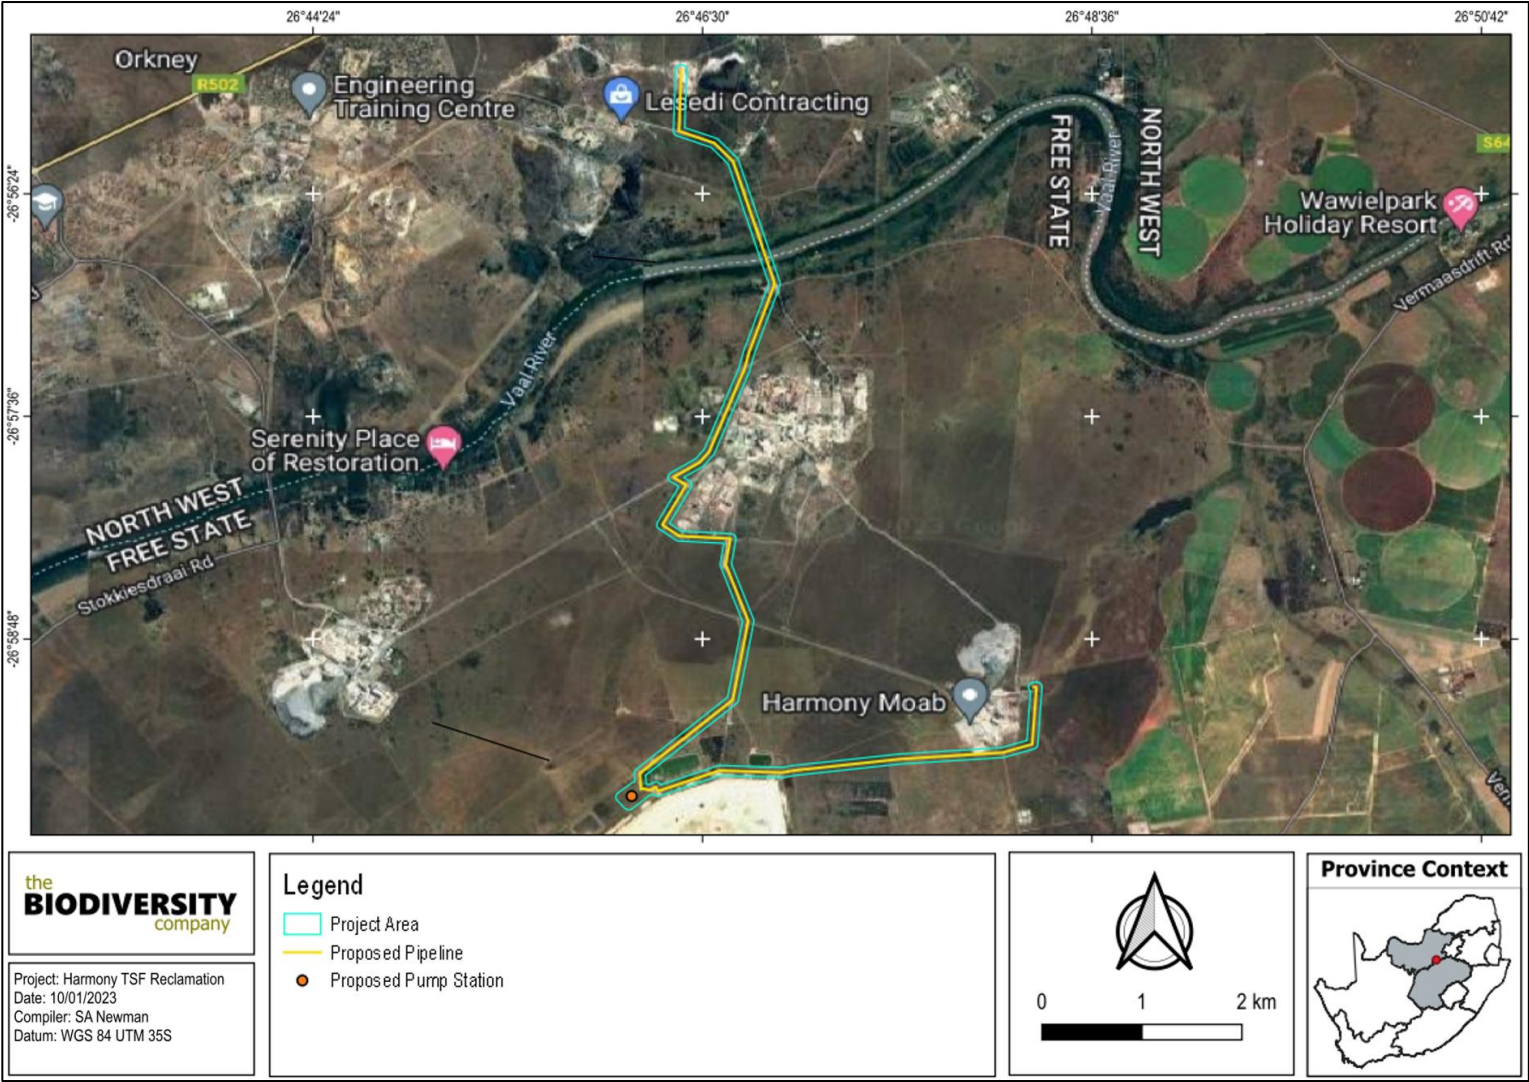 26°44'24"
26°46'30"
26°48'36"
26°50'42"
-26°56'24"
-26°57'36"
-26°58'48"
Orkney
R502
Engineering
Training Centre
Lesedi Contracting
FREE STATE
Vaal River
NORTH WEST
S64
Wawielpark
Holiday Resort
Vermaasdrift Rd
Vaal River
Serenity Place
of Restoration
NORTH WEST
FREE STATE
Stokkiesdraai Rd
Harmony Moab
the
BIODIVERSITY
company
Project: Harmony TSF Reclamation
Date: 10/01/2023
Compiler: SA Newman
Datum: WGS 84 UTM 35S
Legend
Project Area
Proposed Pipeline
Proposed Pump Station
0 1 2 km
Province Context